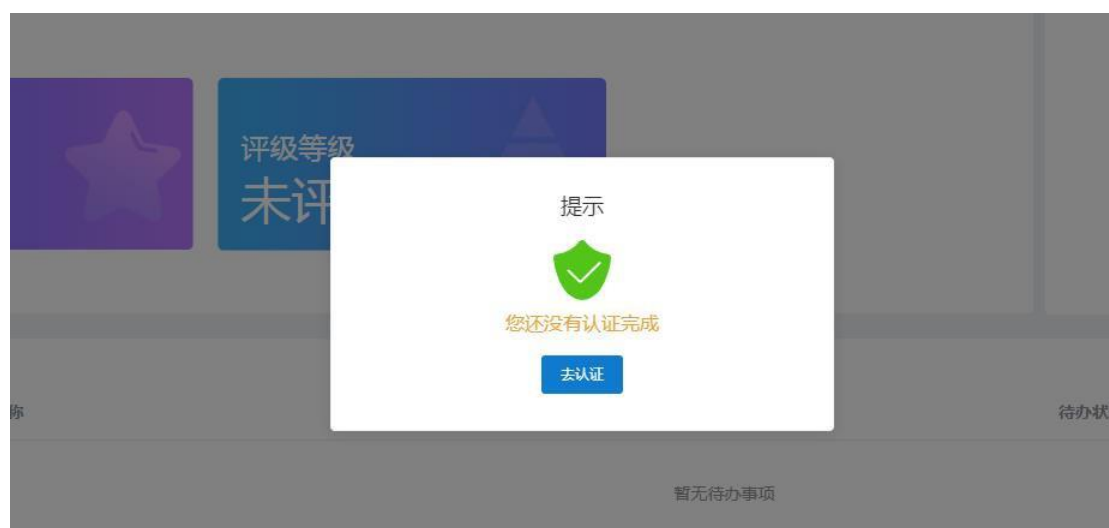 评级等级
未评
提示
您还没有认证完成
去认证
称
待办状
暂无待办事项